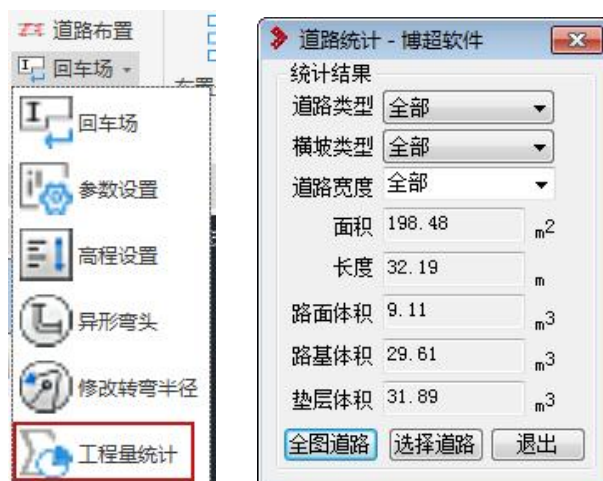 道路布置
回车场
回车场
参数设置
高程设置
异形弯头
修改转弯半径
工程量统计
道路统计 - 博超软件
统计结果
道路类型 全部
横坡类型 全部
道路宽度 全部
面积 198.48 m2
长度 32.19 m
路面体积 9.11 m3
路基体积 29.61 m3
垫层体积 31.89 m3
全图道路 选择道路 退出